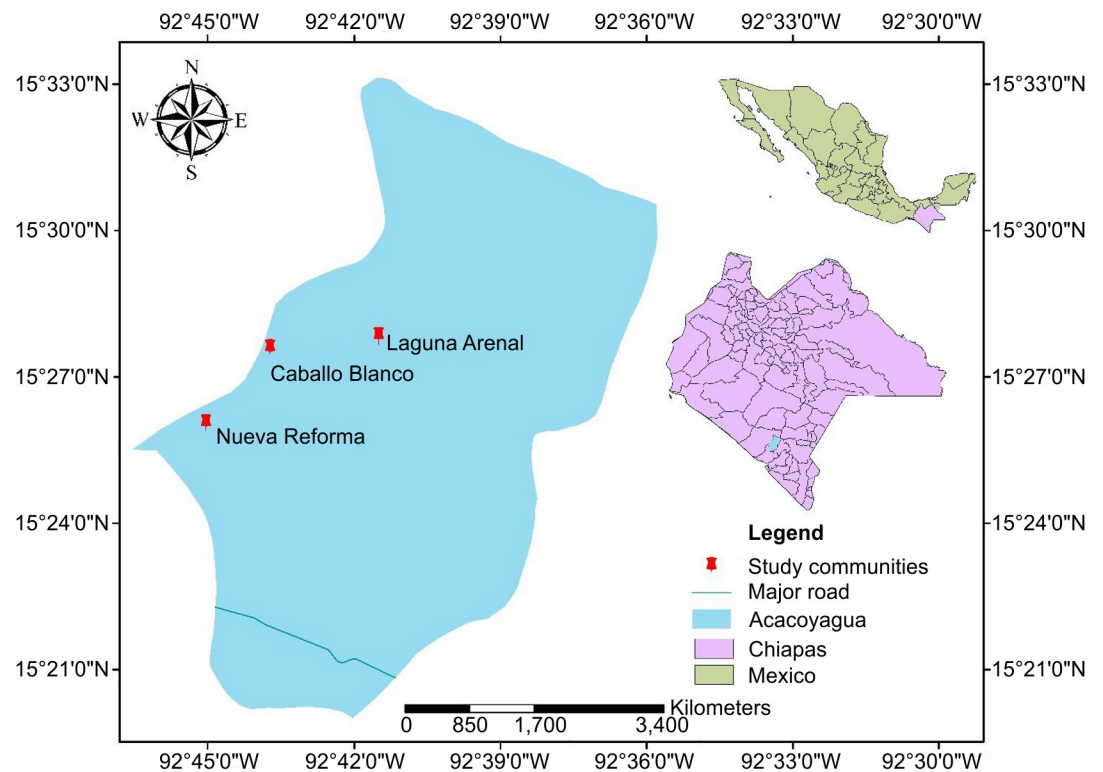 92°45'0"W 92°42'0"W 92°39'0"W 92°36'0"W 92°33'0"W 92°30'0"W
15°33'0"N 15°33'0"N
N
W E
S
15°30'0"N 15°30'0"N
Laguna Arenal
Caballo Blanco
15°27'0"N 15°27'0"N
Nueva Reforma
15°24'0"N 15°24'0"N
Legend
Study communities
Major road
Acacoyagua
Chiapas
Mexico
15°21'0"N 15°21'0"N
Kilometers
0 850 1,700 3,400
92°45'0"W 92°42'0"W 92°39'0"W 92°36'0"W 92°33'0"W 92°30'0"W